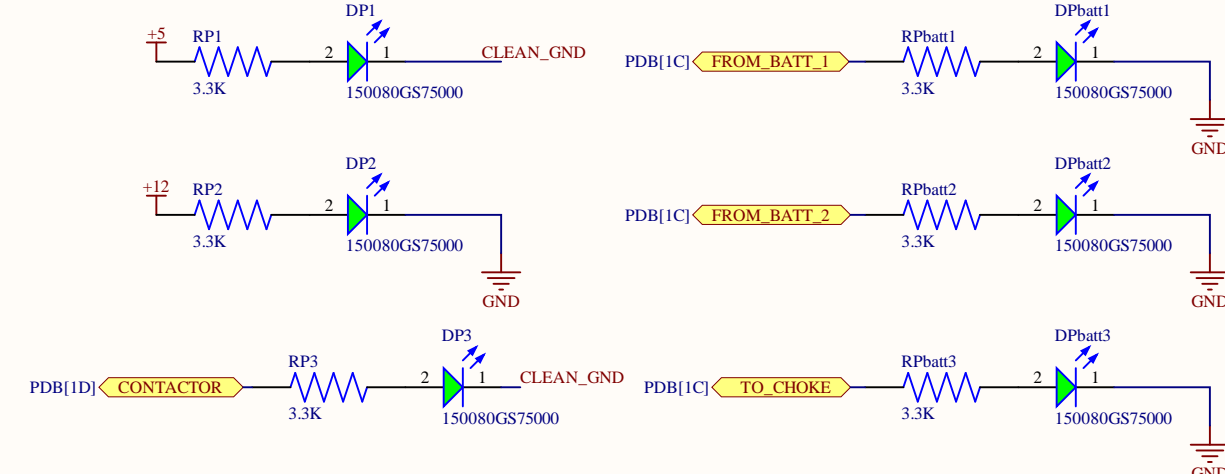 DP1
+5
RP1
2
1
CLEAN_GND
3.3K
150080GS75000
DPbatt1
RPbatt1
PDB[1C]
FROM_BATT_1
2
1
3.3K
150080GS75000
GND
DP2
+12
RP2
2
1
3.3K
150080GS75000
GND
DPbatt2
RPbatt2
PDB[1C]
FROM_BATT_2
2
1
3.3K
150080GS75000
GND
DP3
RP3
PDB[1D]
CONTACTOR
2
1
CLEAN_GND
3.3K
150080GS75000
DPbatt3
RPbatt3
PDB[1C]
TO_CHOKE
2
1
3.3K
150080GS75000
GND